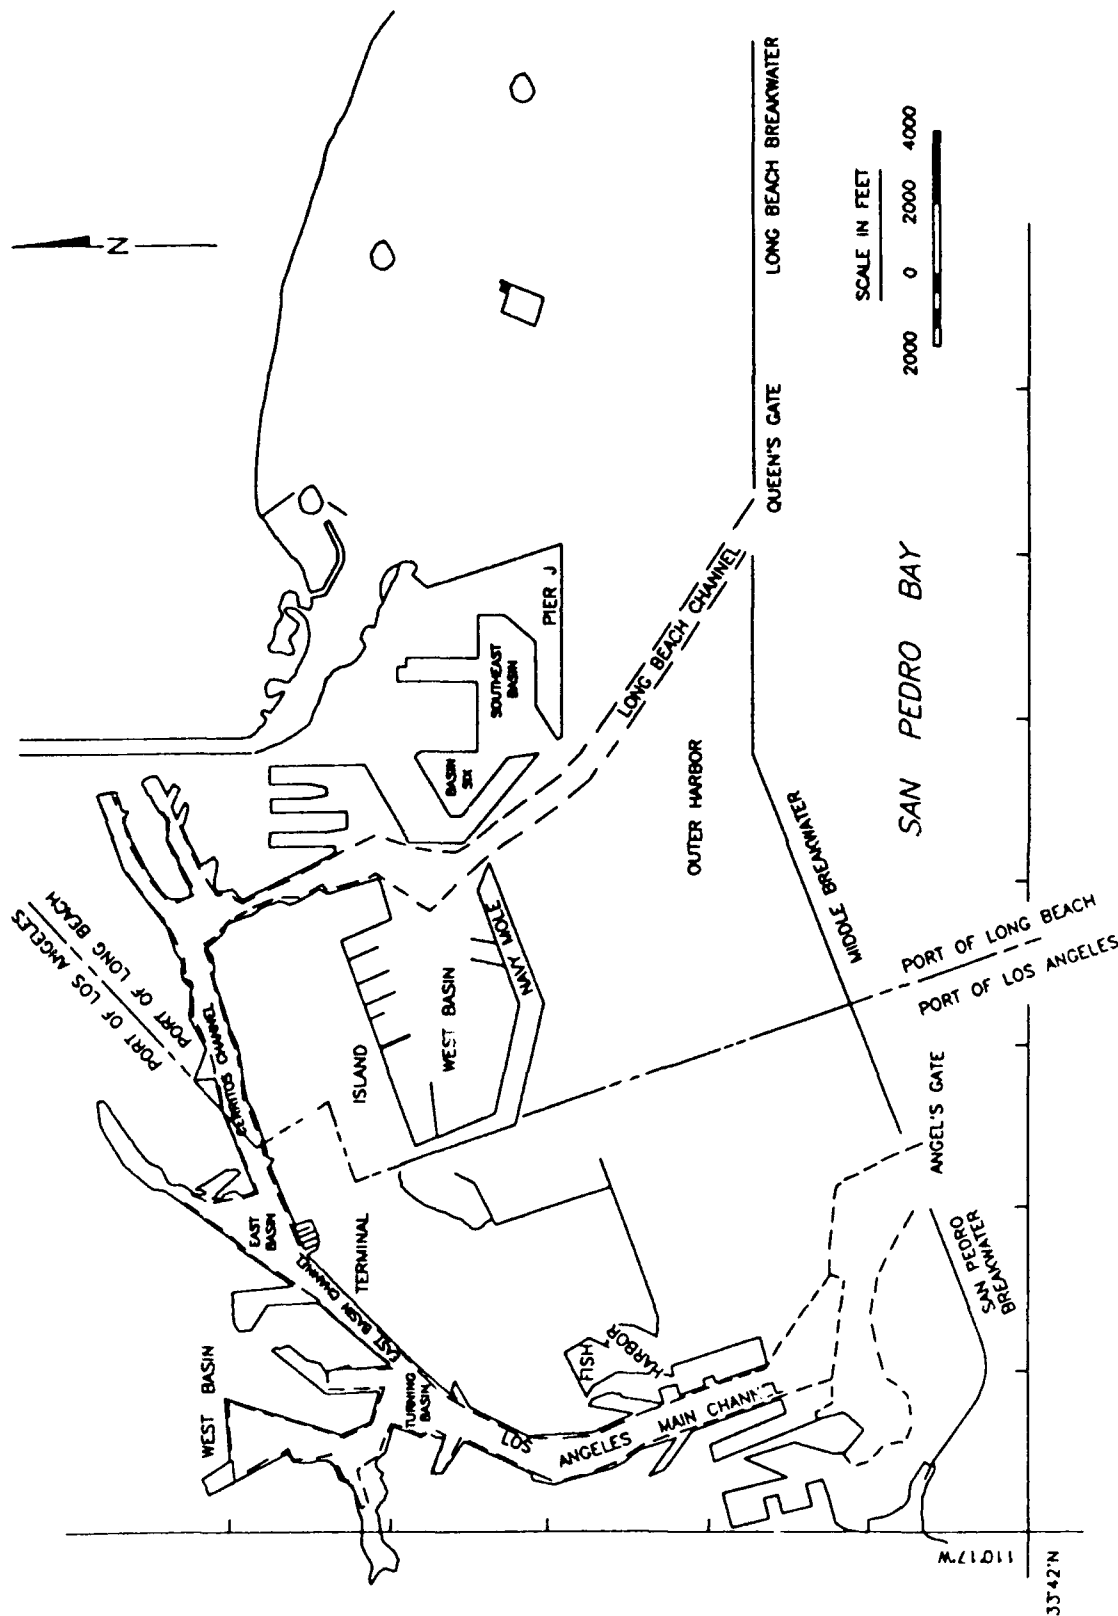 N
PORT OF LOS ANGELES
PORT OF LONG BEACH
CERRITOS CHANNEL
WEST BASIN
EAST
BASIN
EAST BASIN CHANNEL
TURNING
BASIN
TERMINAL
ISLAND
WEST BASIN
NAVY MOLE
BASIN
SIX
SOUTHEAST
BASIN
PIER J
LOS
ANGELES
MAIN CHANNEL
FISH
HARBOR
OUTER HARBOR
LONG BEACH CHANNEL
QUEEN'S GATE
LONG BEACH BREAKWATER
MIDDLE BREAKWATER
ANGEL'S GATE
SAN PEDRO
BREAKWATER
PORT OF LONG BEACH
PORT OF LOS ANGELES
SAN PEDRO BAY
SCALE IN FEET
2000 0 2000 4000
110°17'W
33°42'N